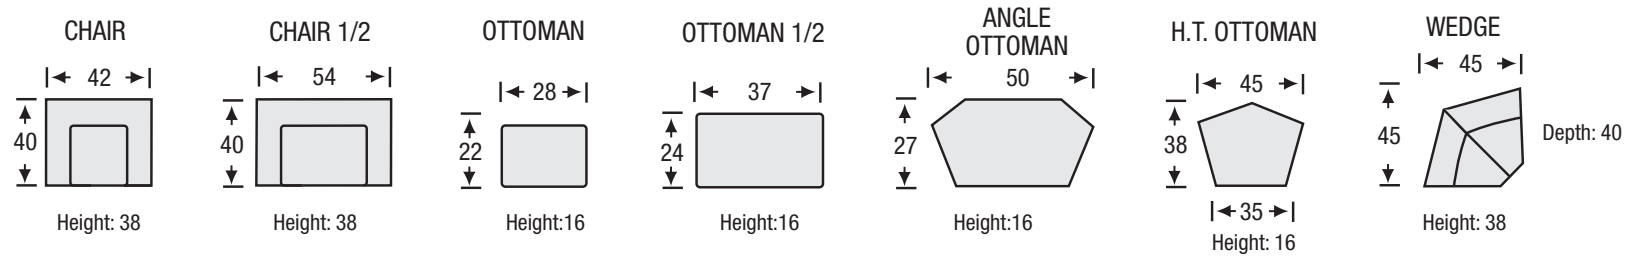 CHAIR
42
40
Height: 38
CHAIR 1/2
54
40
Height: 38
OTTOMAN
28
22
Height:16
OTTOMAN 1/2
37
24
Height:16
ANGLE
OTTOMAN
50
27
Height:16
H.T. OTTOMAN
45
38
35
Height: 16
WEDGE
45
45
Depth: 40
Height: 38